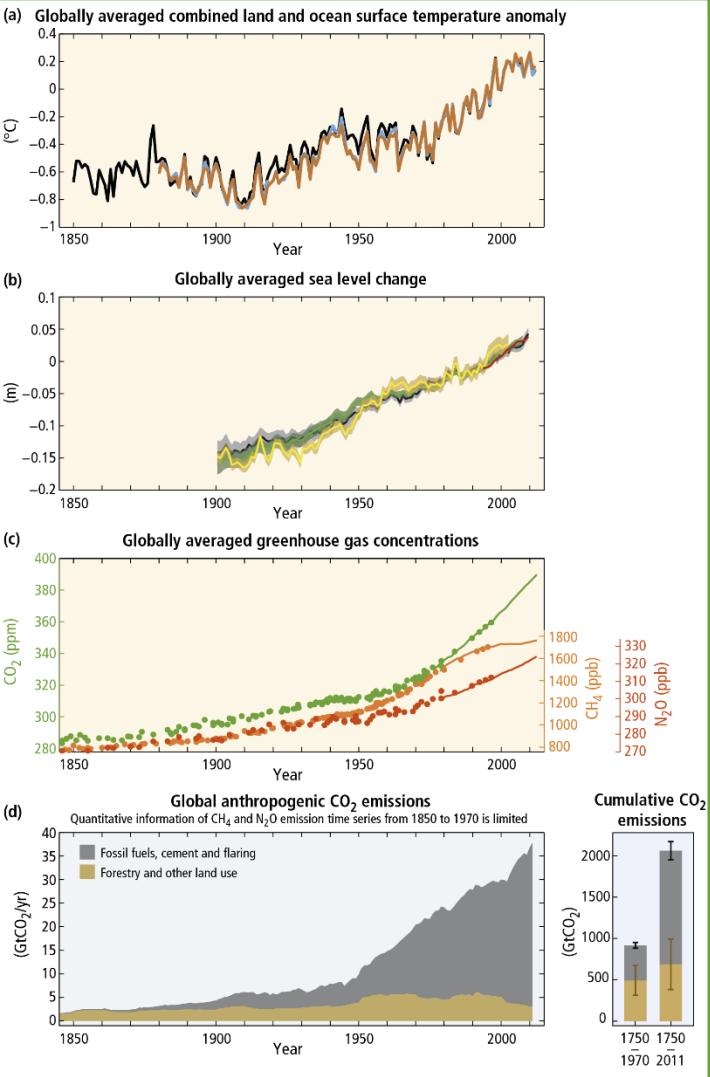 (a) Globally averaged combined land and ocean surface temperature anomaly
0.4
0.2
0
−0.2
−0.4
−0.6
−0.8
−1
(°C)
1850 1900 1950 2000
Year
(b) Globally averaged sea level change
0.1
0.05
0
−0.05
−0.1
−0.15
−0.2
(m)
1850 1900 1950 2000
Year
(c) Globally averaged greenhouse gas concentrations
400
380
360
340
320
300
280
CO2 (ppm)
1800
1600
1400
1200
1000
800
CH4 (ppb)
330
320
310
300
290
280
270
N2O (ppb)
1850 1900 1950 2000
Year
(d) Global anthropogenic CO2 emissions
Quantitative information of CH4 and N2O emission time series from 1850 to 1970 is limited
40
35
30
25
20
15
10
5
0
(GtCO2/yr)
Fossil fuels, cement and flaring
Forestry and other land use
1850 1900 1950 2000
Year
Cumulative CO2
emissions
2000
1500
1000
500
0
(GtCO2)
1750 1750
– –
1970 2011